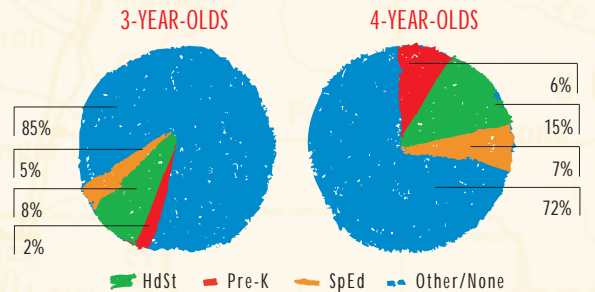 3-YEAR-OLDS
85%
5%
8%
2%
4-YEAR-OLDS
6%
15%
7%
72%
HdSt Pre-K SpEd Other/None